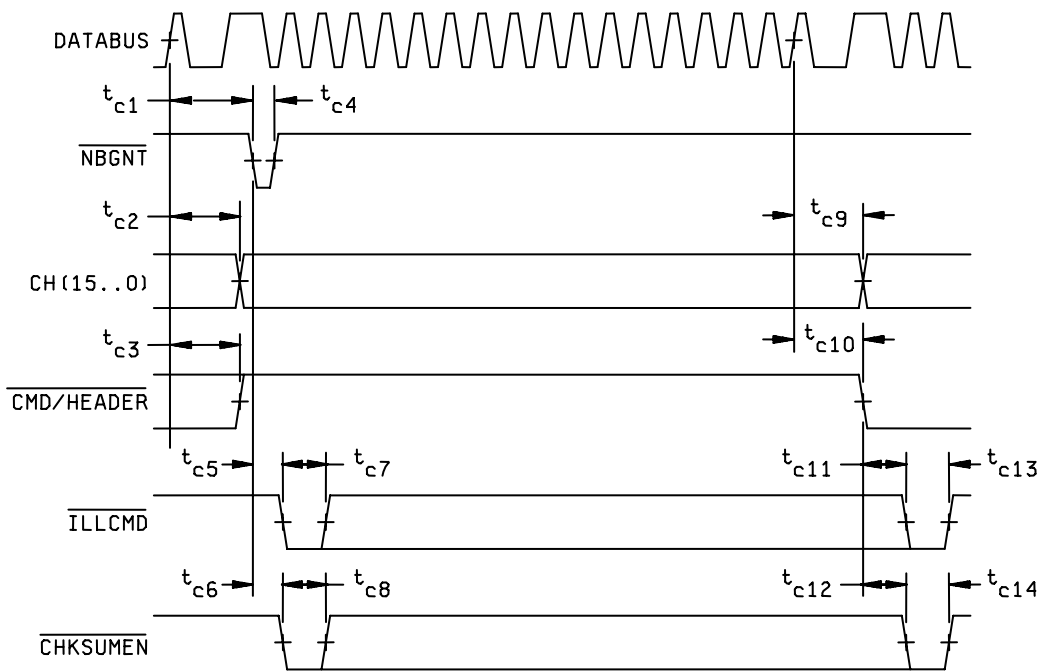 DATABUS
tc1 tc4
NBGNT
tc2 tc9
CH(15..0)
tc3 tc10
CMD/HEADER
tc5 tc7 tc11 tc13
ILLCMD
tc6 tc8 tc12 tc14
CHKSUMEN